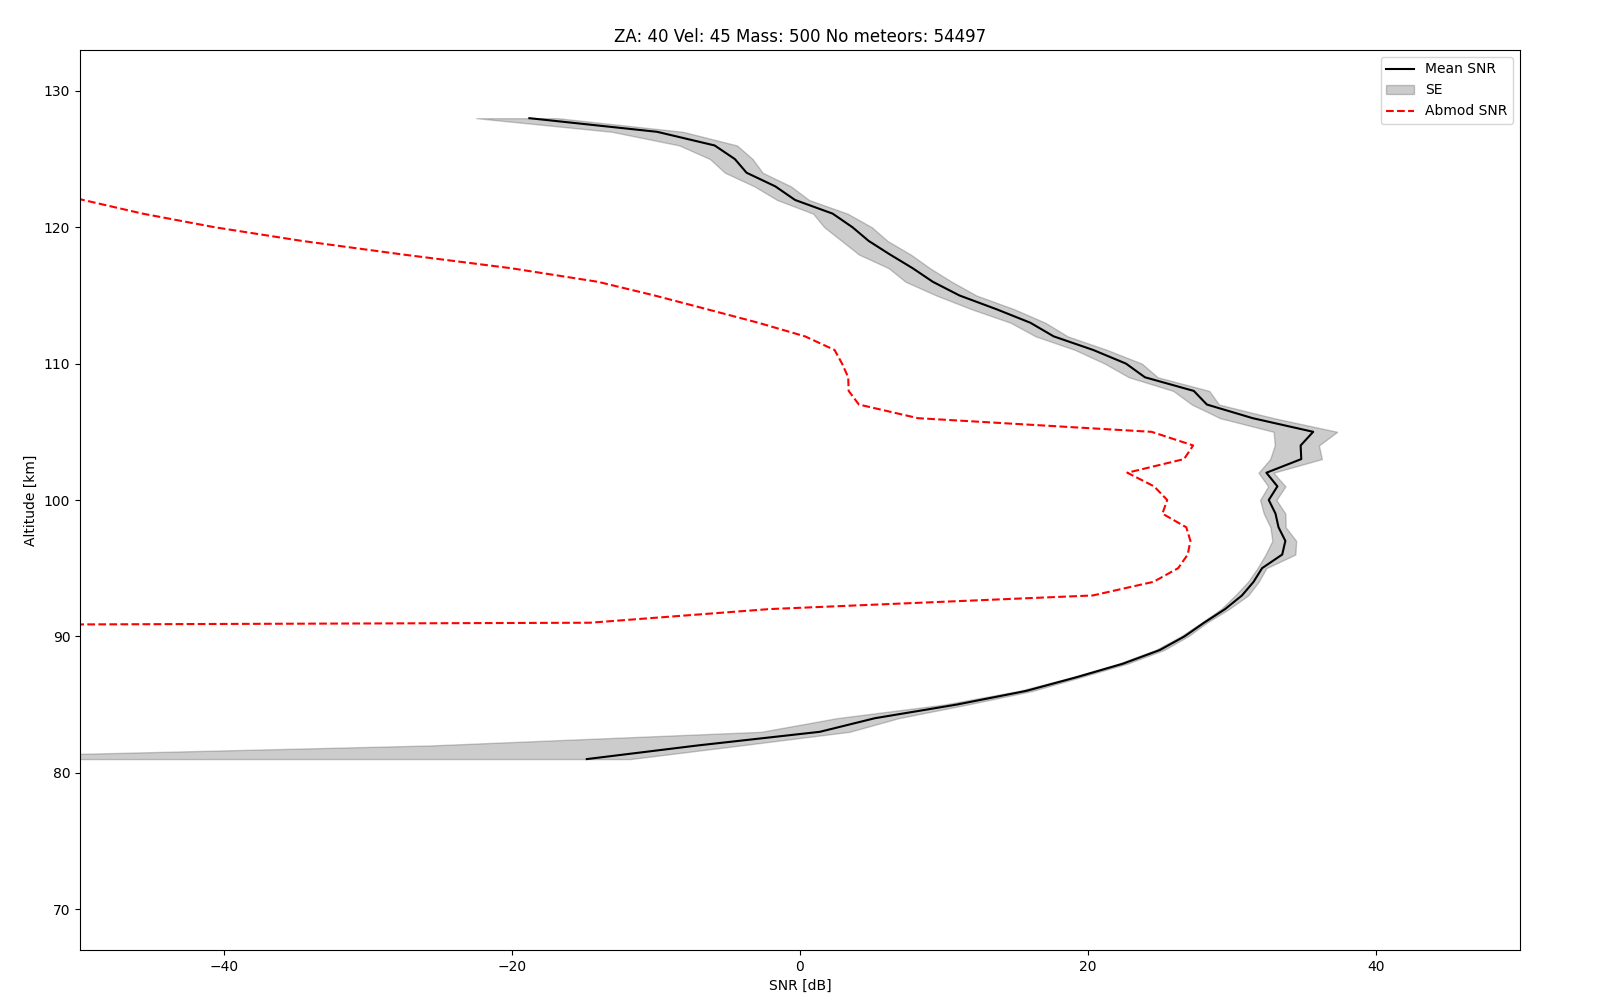 ZA: 40 Vel: 45 Mass: 500 No meteors: 54497
Mean SNR
SE
Abmod SNR
130
120
110
100
90
80
70
Altitude [km]
−40
−20
0
20
40
SNR [dB]